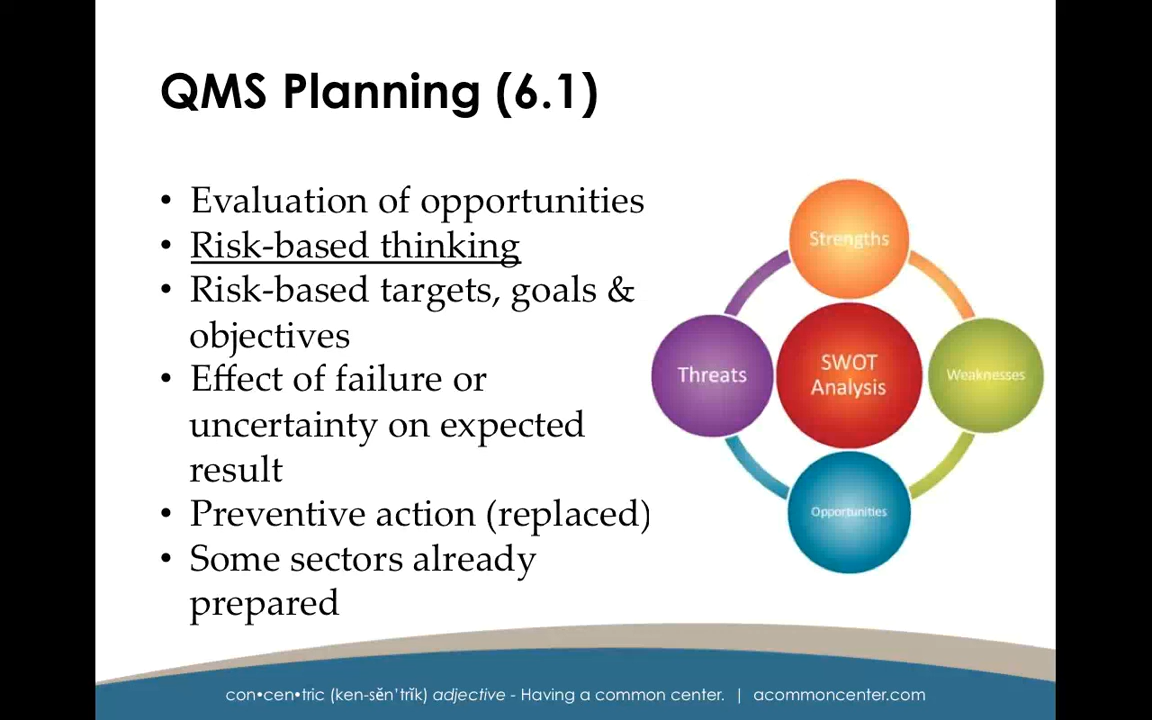 QMS Planning (6.1)
• Evaluation of opportunities
• Risk-based thinking
• Risk-based targets, goals &
objectives
• Effect of failure or
uncertainty on expected
result
• Preventive action (replaced)
• Some sectors already
prepared
Strengths
Threats
SWOT
Analysis
Weaknesses
Opportunities
con•cen•tric (ken-sĕn'trĭk) adjective - Having a common center. | acommoncenter.com